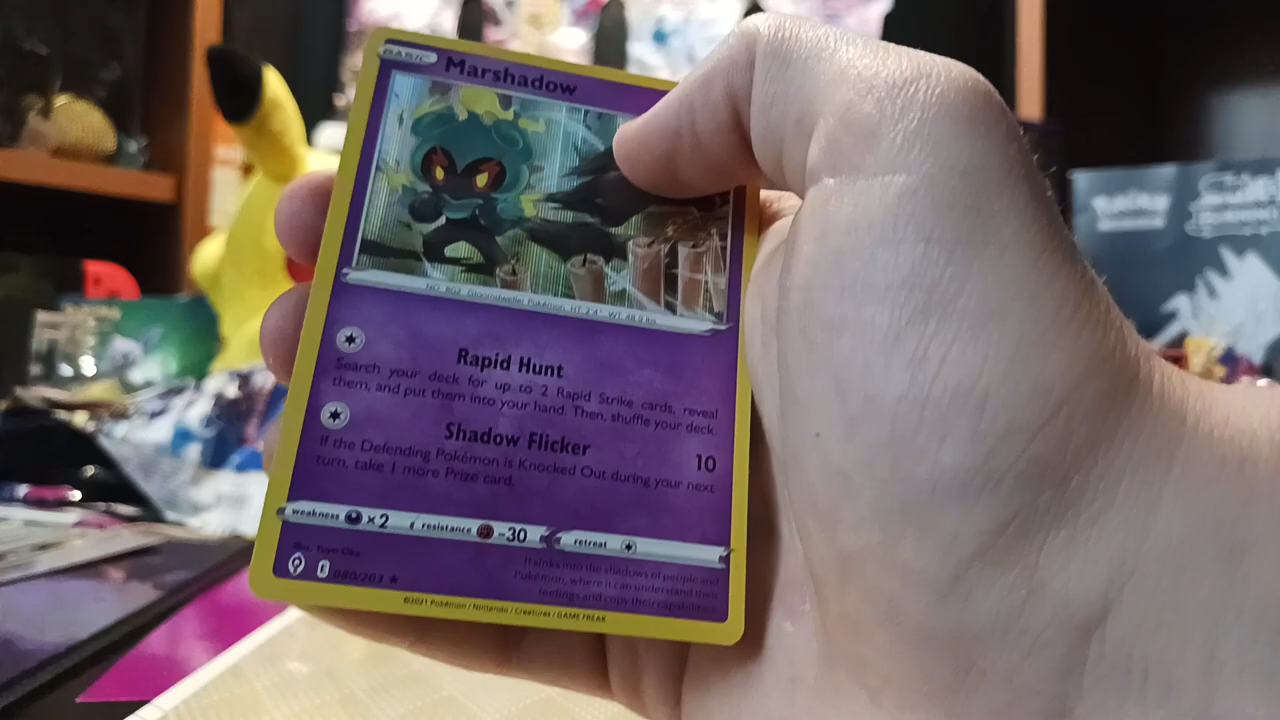 BASIC
Marshadow
NO. 802 Gloomdweller Pokémon HT: 2'4" WT: 48.9 lbs.
Rapid Hunt
Search your deck for up to 2 Rapid Strike cards, reveal
them, and put them into your hand. Then, shuffle your deck.
Shadow Flicker 10
If the Defending Pokémon is Knocked Out during your next
turn, take 1 more Prize card.
weakness ×2 resistance -30 retreat
Illus. Yuya Oka
080/203 ★
It sinks into the shadows of people and
Pokémon, where it can understand their
feelings and copy their capabilities.
©2021 Pokémon / Nintendo / Creatures / GAME FREAK
Pokémon